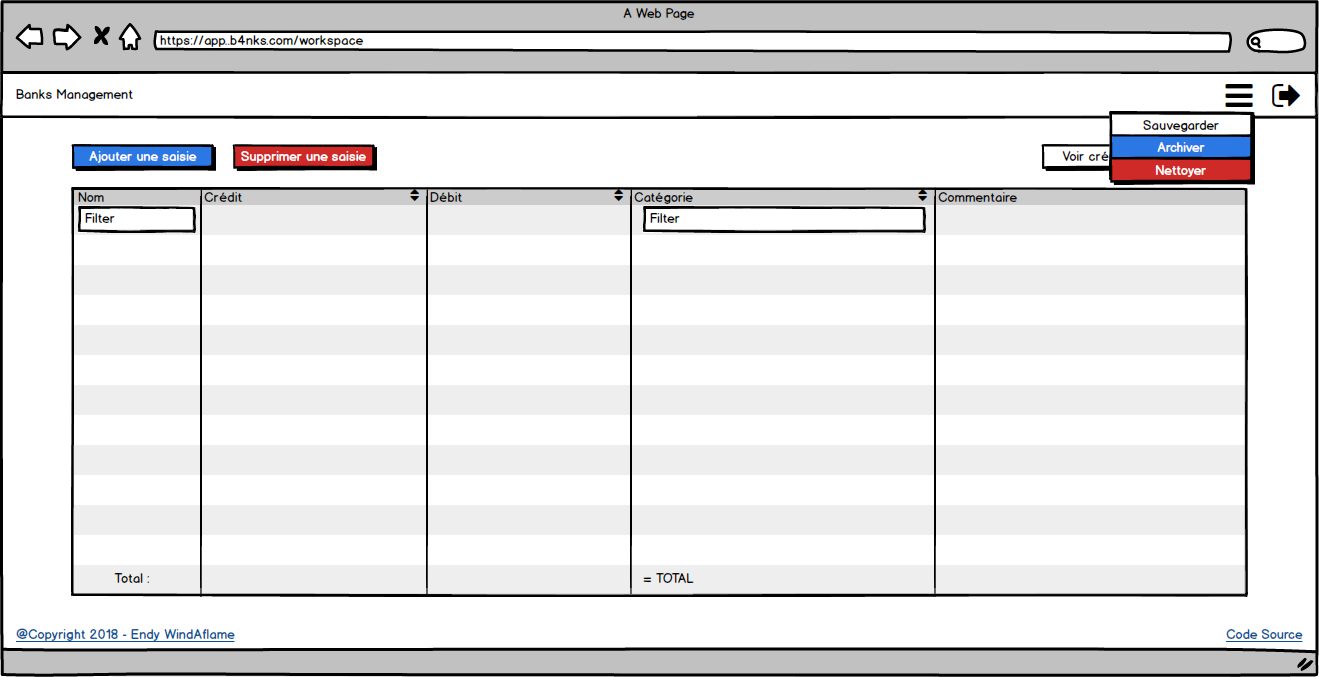 A Web Page
https://app.b4nks.com/workspace
Banks Management
Sauvegarder
Archiver
Nettoyer
Ajouter une saisie
Supprimer une saisie
Voir cré
Nom
Crédit
Débit
Catégorie
Commentaire
Filter
Filter
Total :
= TOTAL
@Copyright 2018 - Endy WindAflame
Code Source